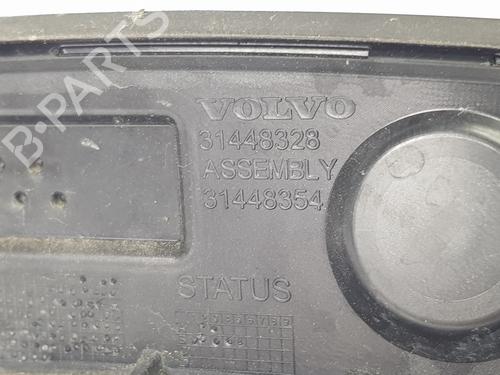 VOLVO
31448328
ASSEMBLY
31448354
STATUS
B-PARTS